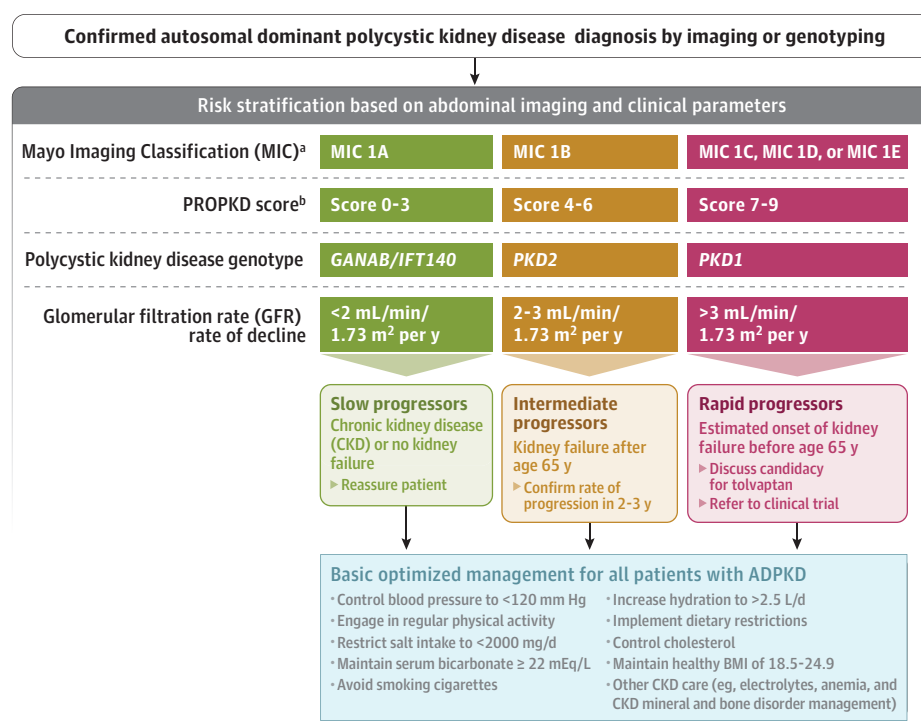 Confirmed autosomal dominant polycystic kidney disease diagnosis by imaging or genotyping
Risk stratification based on abdominal imaging and clinical parameters
Mayo Imaging Classification (MIC)ᵃ
MIC 1A
MIC 1B
MIC 1C, MIC 1D, or MIC 1E
PROPKD scoreᵇ
Score 0-3
Score 4-6
Score 7-9
Polycystic kidney disease genotype
GANAB/IFT140
PKD2
PKD1
Glomerular filtration rate (GFR)
rate of decline
<2 mL/min/
1.73 m² per y
2-3 mL/min/
1.73 m² per y
>3 mL/min/
1.73 m² per y
Slow progressors
Chronic kidney disease
(CKD) or no kidney
failure
▶ Reassure patient
Intermediate
progressors
Kidney failure after
age 65 y
▶ Confirm rate of
progression in 2-3 y
Rapid progressors
Estimated onset of kidney
failure before age 65 y
▶ Discuss candidacy
for tolvaptan
▶ Refer to clinical trial
Basic optimized management for all patients with ADPKD
• Control blood pressure to <120 mm Hg
• Engage in regular physical activity
• Restrict salt intake to <2000 mg/d
• Maintain serum bicarbonate ≥ 22 mEq/L
• Avoid smoking cigarettes
• Increase hydration to >2.5 L/d
• Implement dietary restrictions
• Control cholesterol
• Maintain healthy BMI of 18.5-24.9
• Other CKD care (eg, electrolytes, anemia, and
CKD mineral and bone disorder management)